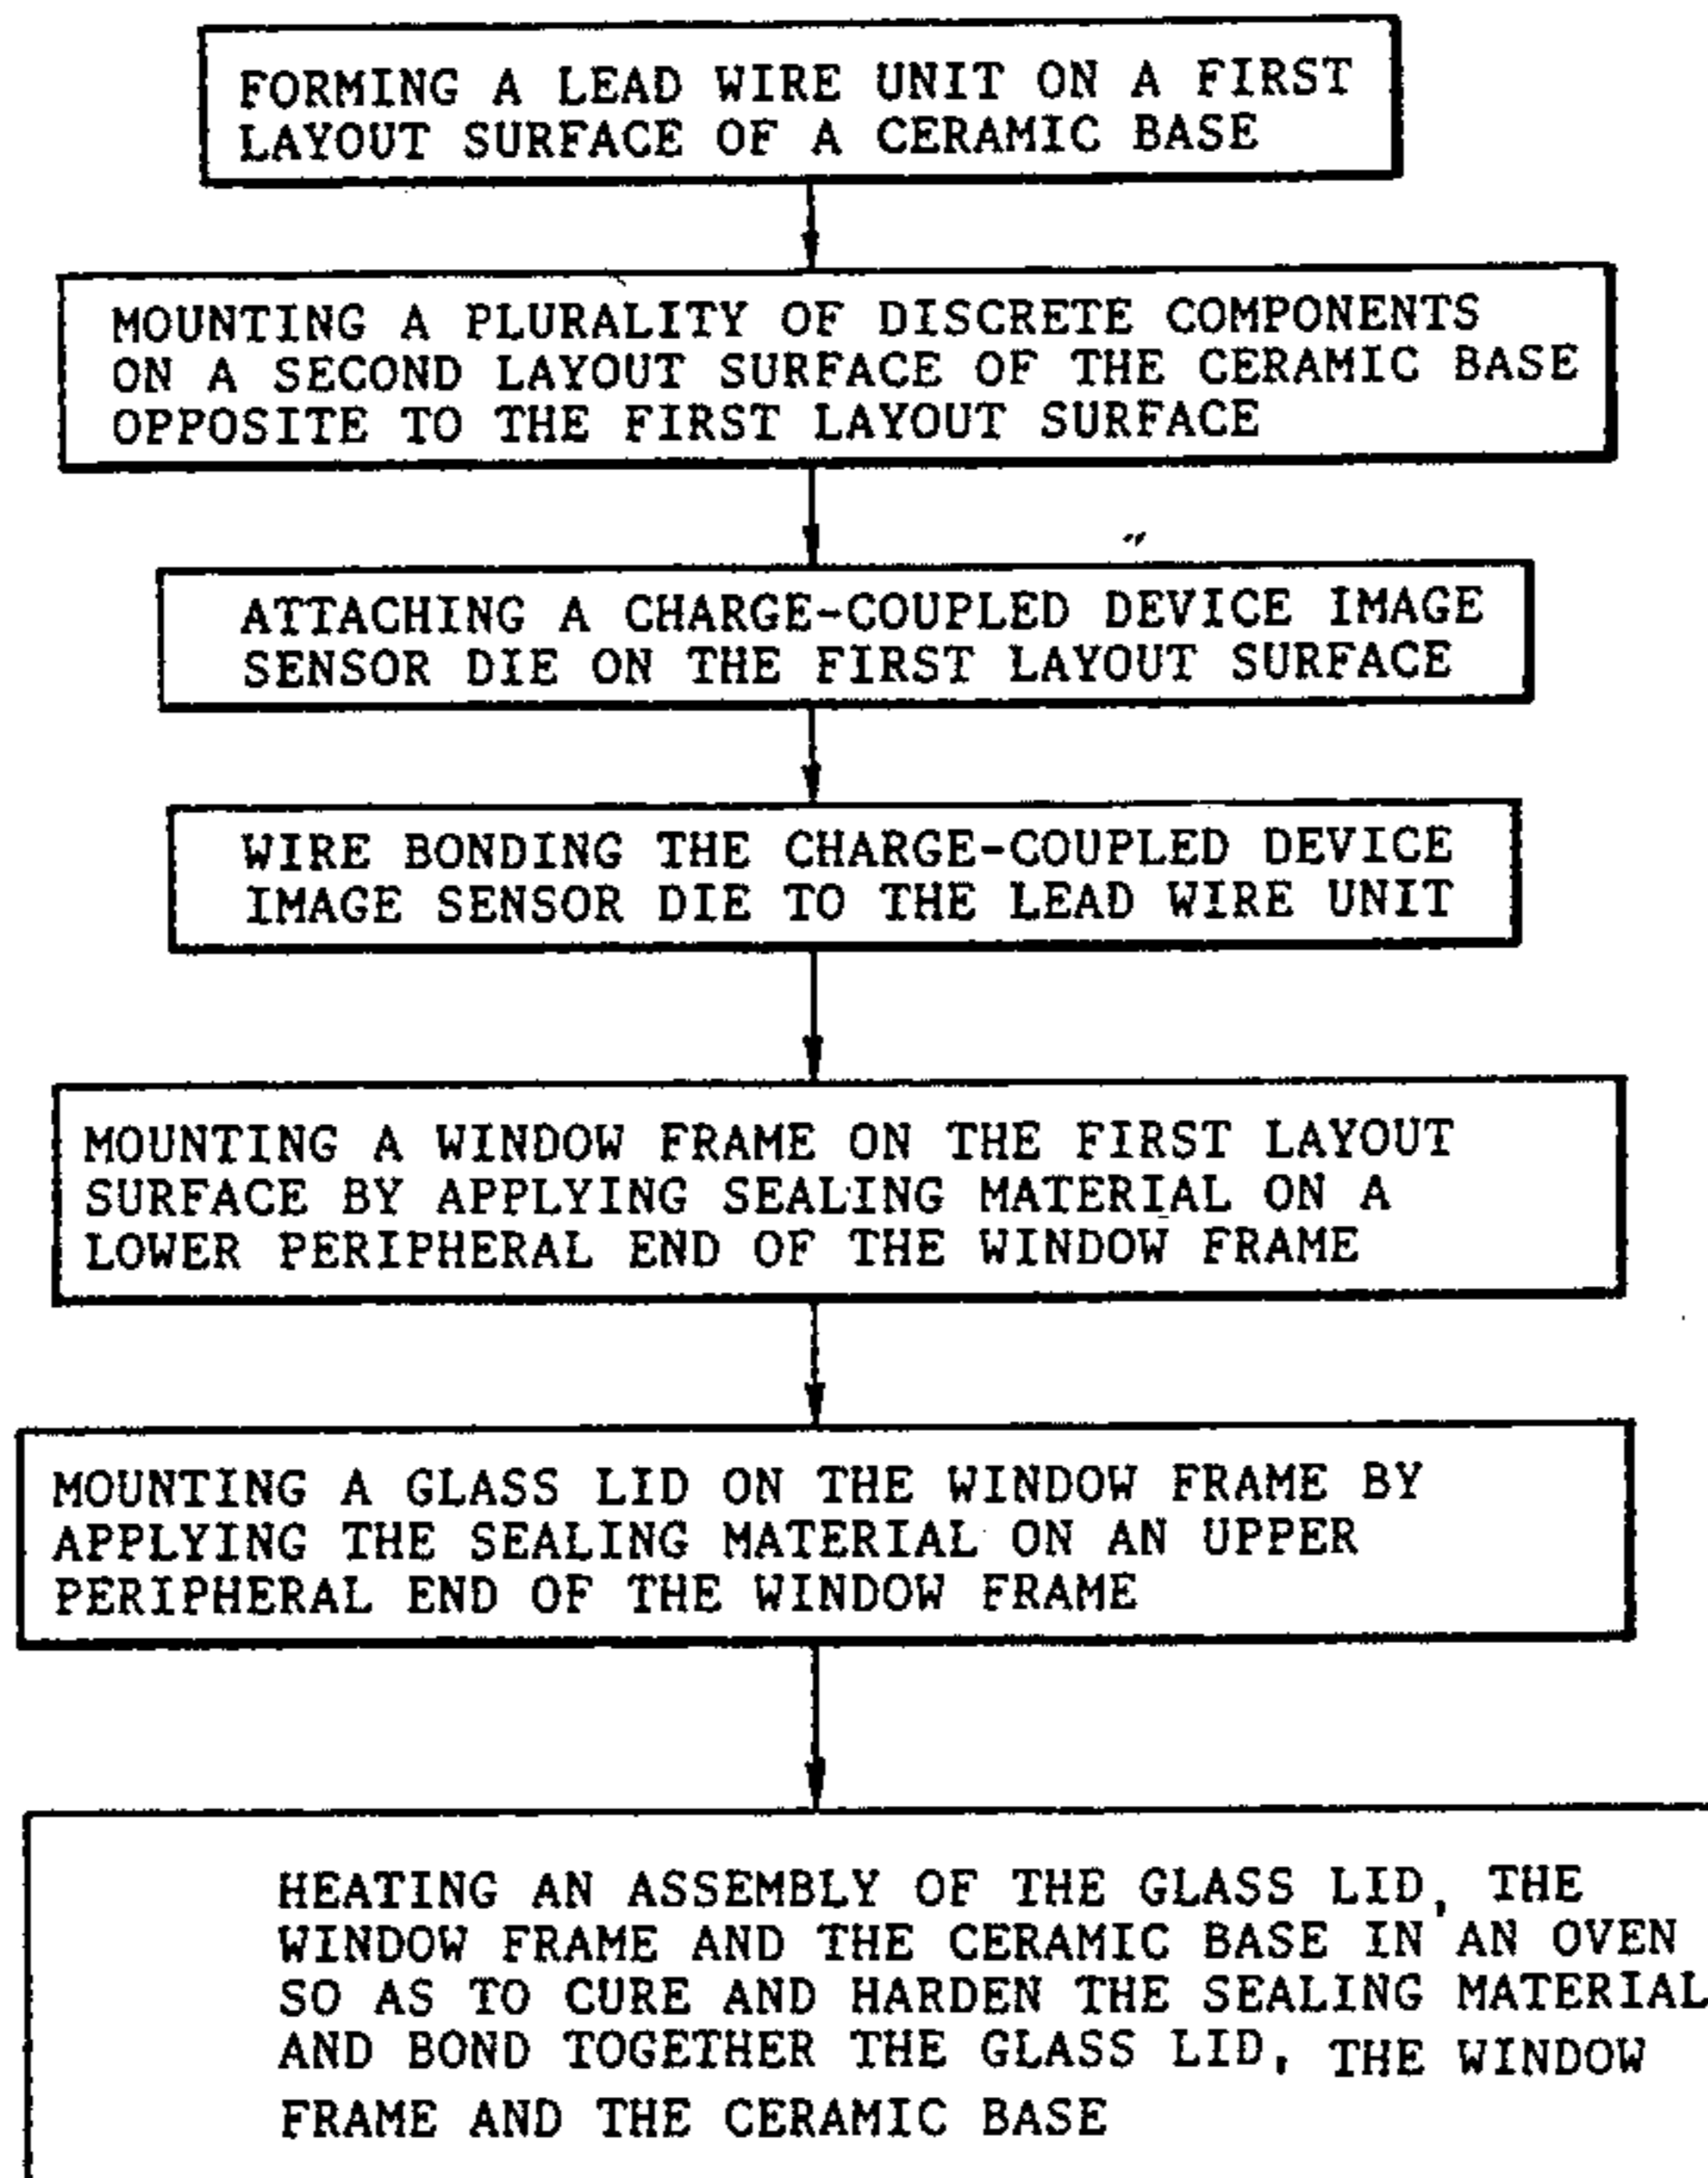 FORMING A LEAD WIRE UNIT ON A FIRST
LAYOUT SURFACE OF A CERAMIC BASE
MOUNTING A PLURALITY OF DISCRETE COMPONENTS
ON A SECOND LAYOUT SURFACE OF THE CERAMIC BASE
OPPOSITE TO THE FIRST LAYOUT SURFACE
ATTACHING A CHARGE-COUPLED DEVICE IMAGE
SENSOR DIE ON THE FIRST LAYOUT SURFACE
WIRE BONDING THE CHARGE-COUPLED DEVICE
IMAGE SENSOR DIE TO THE LEAD WIRE UNIT
MOUNTING A WINDOW FRAME ON THE FIRST LAYOUT
SURFACE BY APPLYING SEALING MATERIAL ON A
LOWER PERIPHERAL END OF THE WINDOW FRAME
MOUNTING A GLASS LID ON THE WINDOW FRAME BY
APPLYING THE SEALING MATERIAL ON AN UPPER
PERIPHERAL END OF THE WINDOW FRAME
HEATING AN ASSEMBLY OF THE GLASS LID, THE
WINDOW FRAME AND THE CERAMIC BASE IN AN OVEN
SO AS TO CURE AND HARDEN THE SEALING MATERIAL
AND BOND TOGETHER THE GLASS LID, THE WINDOW
FRAME AND THE CERAMIC BASE